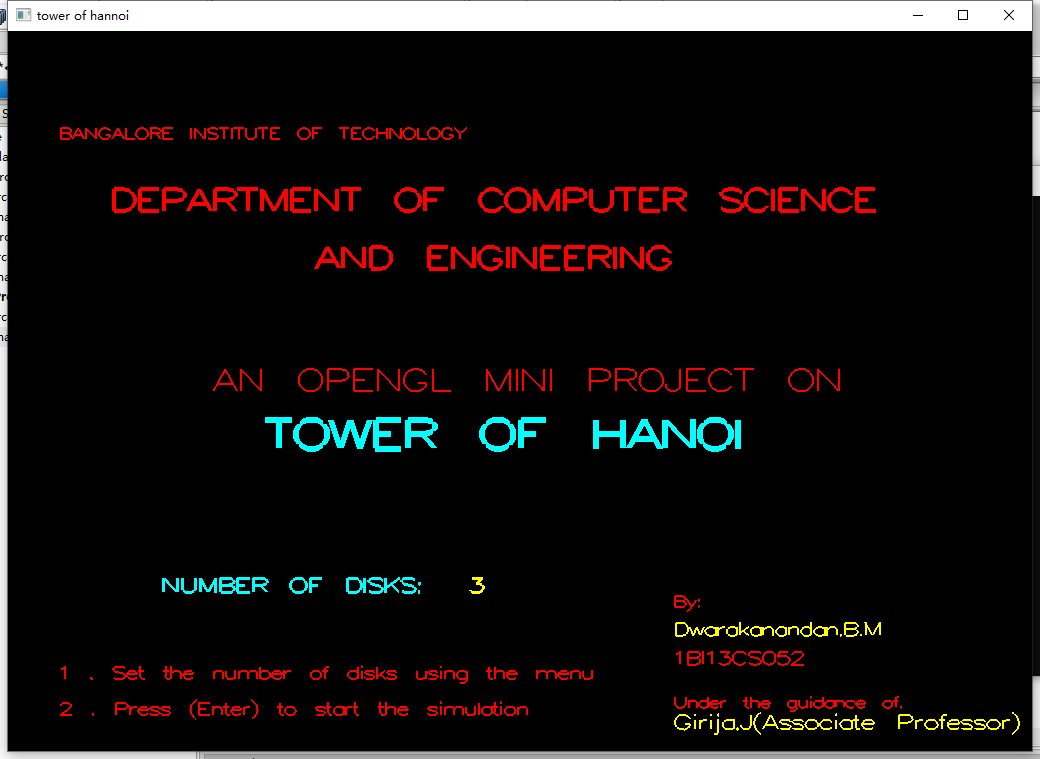 tower of hannoi
BANGALORE INSTITUTE OF TECHNOLOGY
DEPARTMENT OF COMPUTER SCIENCE
AND ENGINEERING
AN OPENGL MINI PROJECT ON
TOWER OF HANOI
NUMBER OF DISKS: 3
By:
Dwarakanandan.B.M
1BI13CS052
1 . Set the number of disks using the menu
2 . Press (Enter) to start the simulation
Under the guidance of.
Girija.J(Associate Professor)